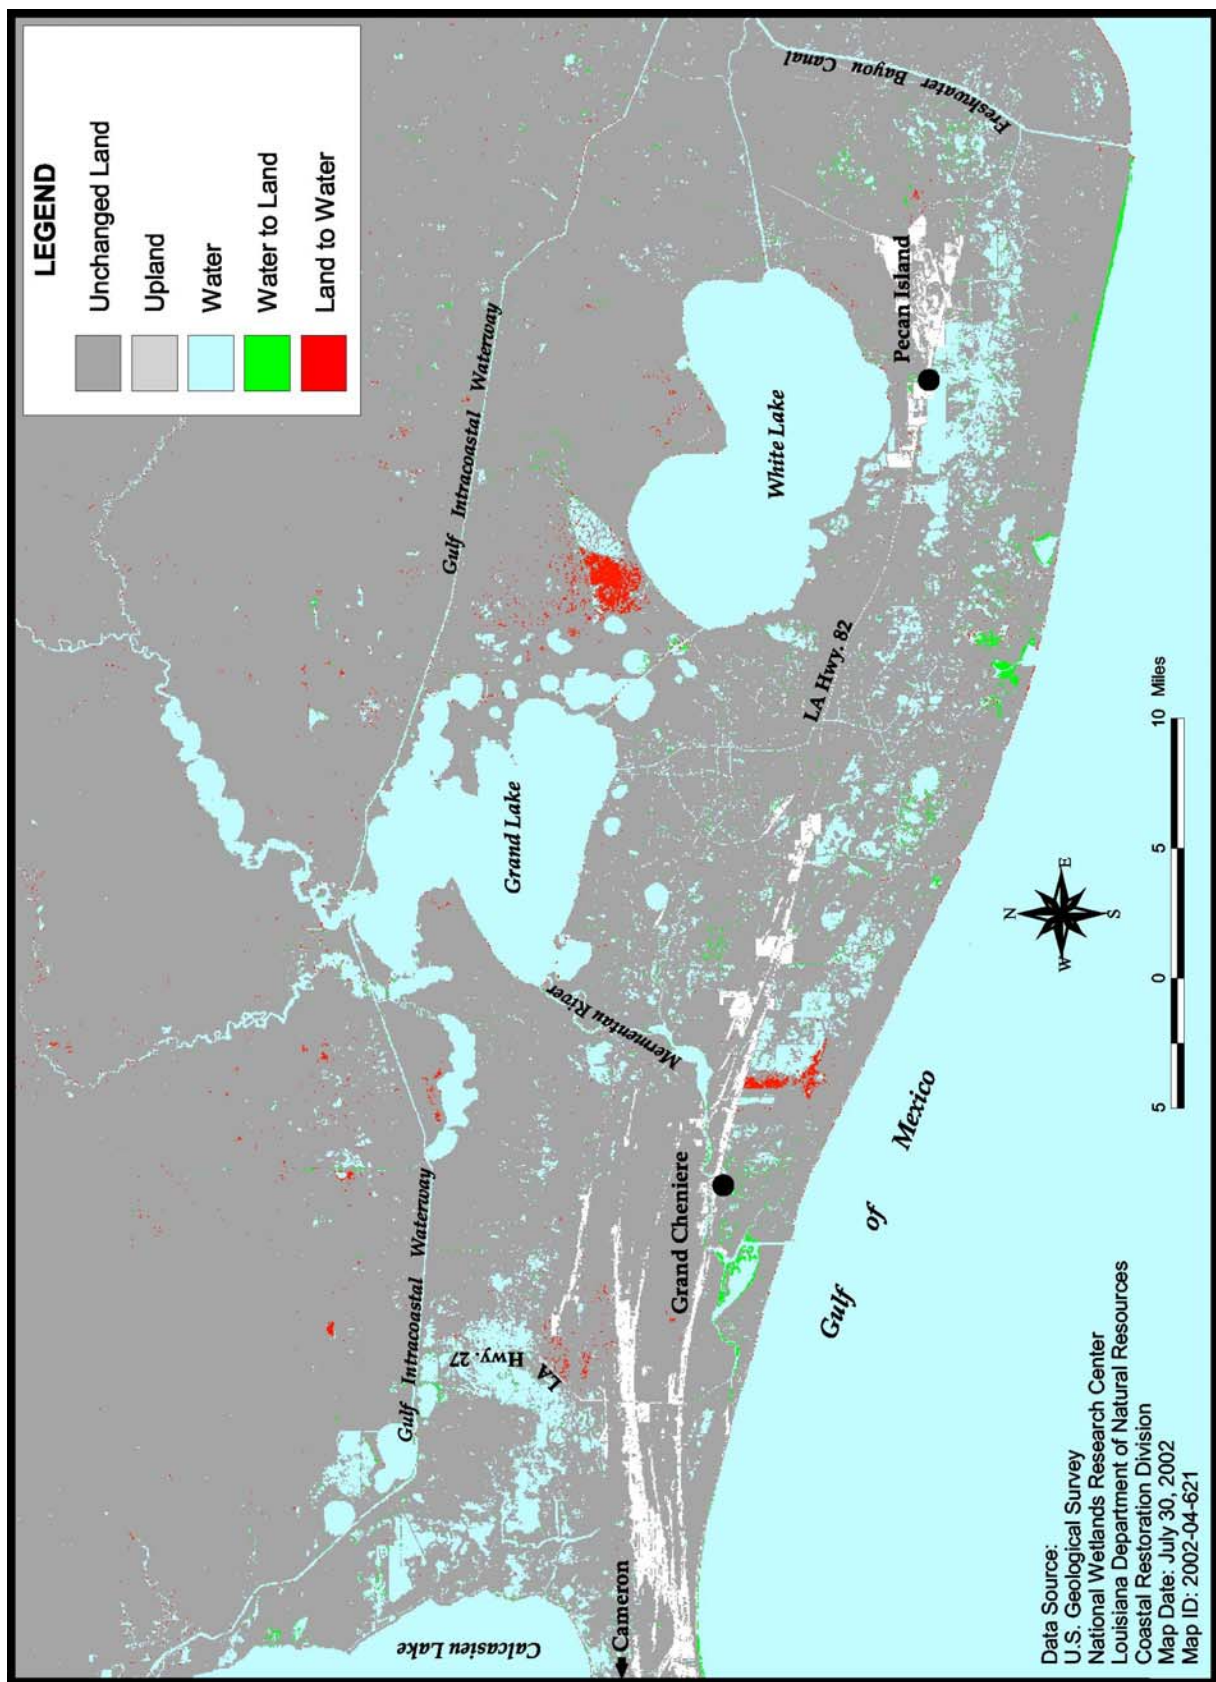 LEGEND
Unchanged Land
Upland
Water
Water to Land
Land to Water
Freshwater Bayou Canal
Gulf Intracoastal Waterway
Pecan Island
White Lake
LA Hwy. 82
Grand Lake
Mermentau River
Gulf Intracoastal Waterway
Grand Cheniere
LA Hwy. 27
Calcasieu Lake
Cameron
Gulf of Mexico
N
W
E
S
5
0
5
10 Miles
Data Source:
U.S. Geological Survey
National Wetlands Research Center
Louisiana Department of Natural Resources
Coastal Restoration Division
Map Date: July 30, 2002
Map ID: 2002-04-621